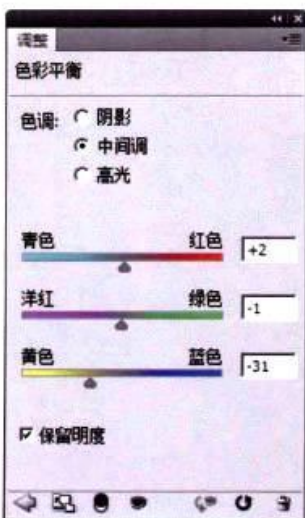 调整
色彩平衡
色调: 阴影
中间调
高光
青色 红色 +2
洋红 绿色 -1
黄色 蓝色 -31
保留明度